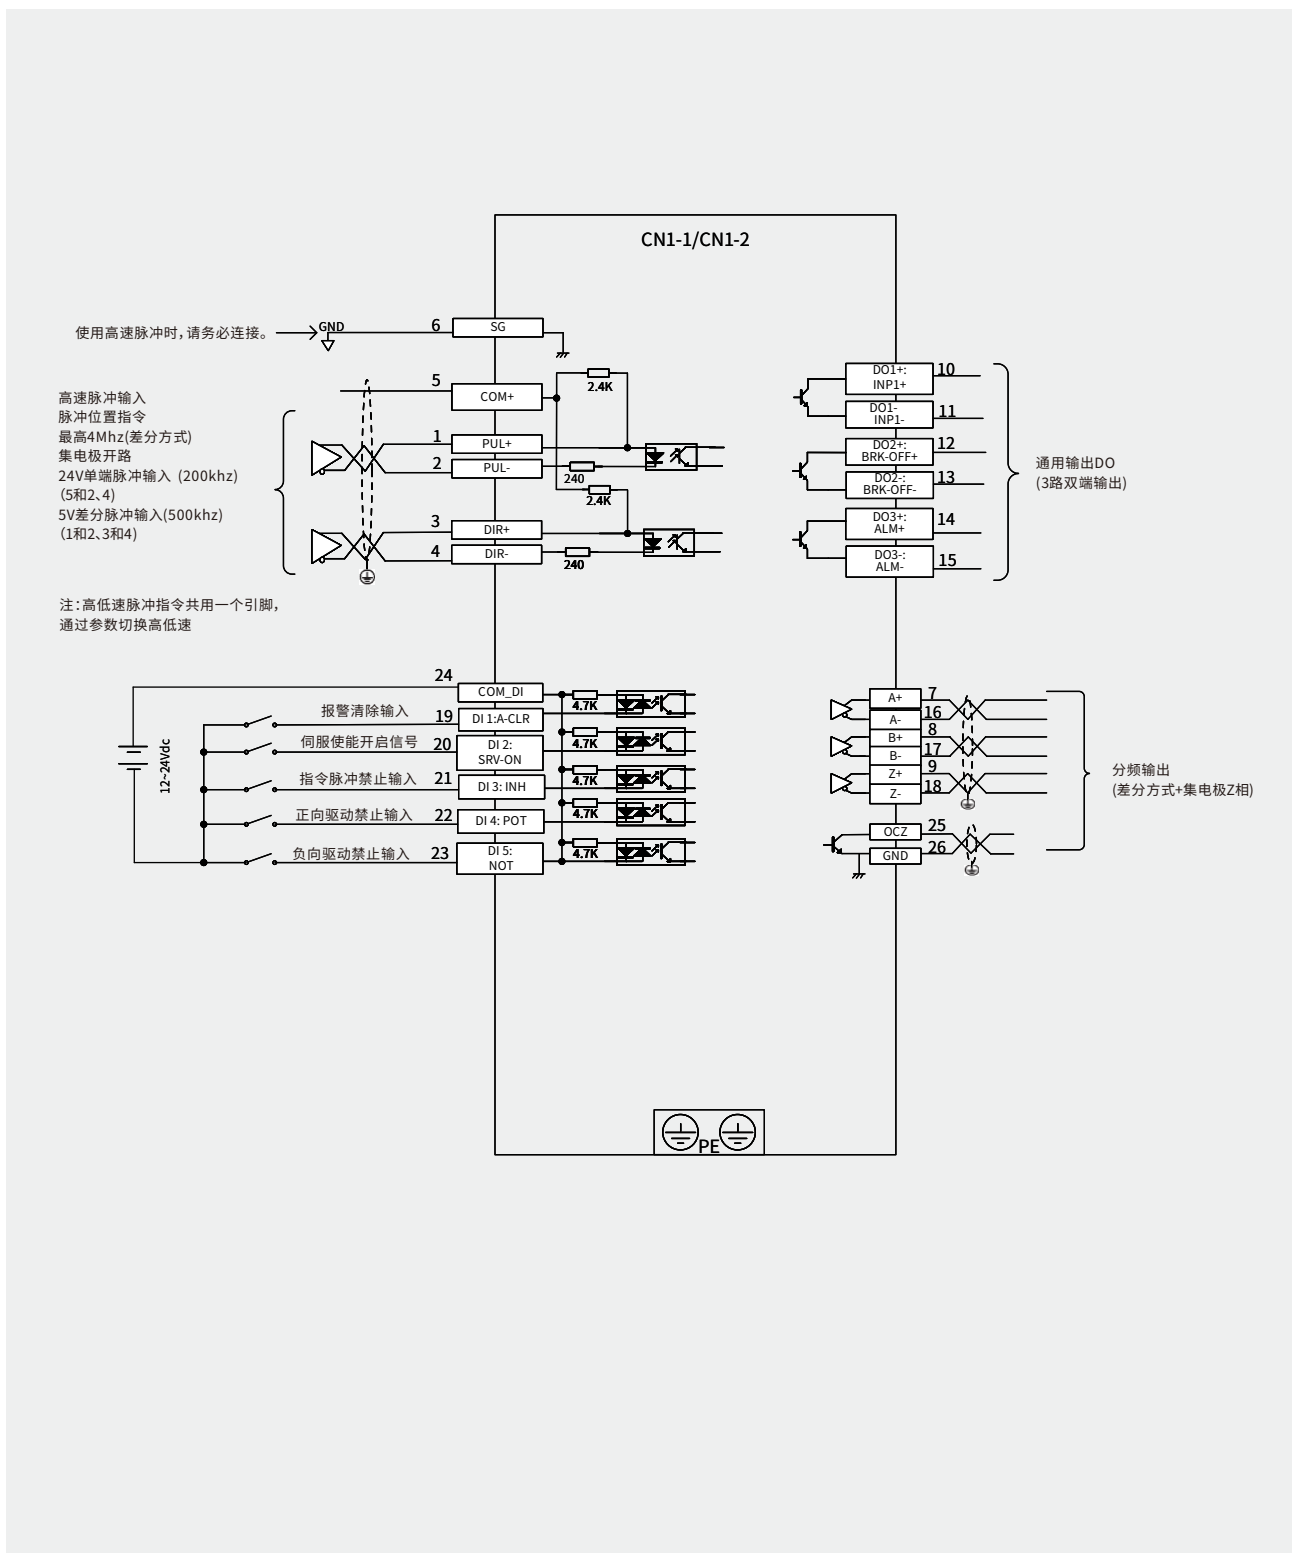 CN1-1/CN1-2
使用高速脉冲时，请务必连接。
GND
6
SG
5
COM+
2.4K
高速脉冲输入
脉冲位置指令
最高4Mhz(差分方式)
集电极开路
24V单端脉冲输入 (200khz)
(5和2、4)
5V差分脉冲输入(500khz)
(1和2、3和4)
1
PUL+
2
PUL-
240
2.4K
3
DIR+
4
DIR-
240
注：高低速脉冲指令共用一个引脚，
通过参数切换高低速
DO1+:
INP1+
10
DO1-
INP1-
11
DO2+:
BRK-OFF+
12
DO2-:
BRK-OFF-
13
DO3+:
ALM+
14
DO3-:
ALM-
15
通用输出DO
(3路双端输出)
24
COM_DI
4.7K
12~24Vdc
报警清除输入
19
DI 1:A-CLR
4.7K
伺服使能开启信号
20
DI 2:
SRV-ON
4.7K
指令脉冲禁止输入
21
DI 3: INH
4.7K
正向驱动禁止输入
22
DI 4: POT
4.7K
负向驱动禁止输入
23
DI 5:
NOT
A+
7
A-
16
B+
8
B-
17
Z+
9
Z-
18
OCZ
25
GND
26
分频输出
(差分方式+集电极Z相)
PE